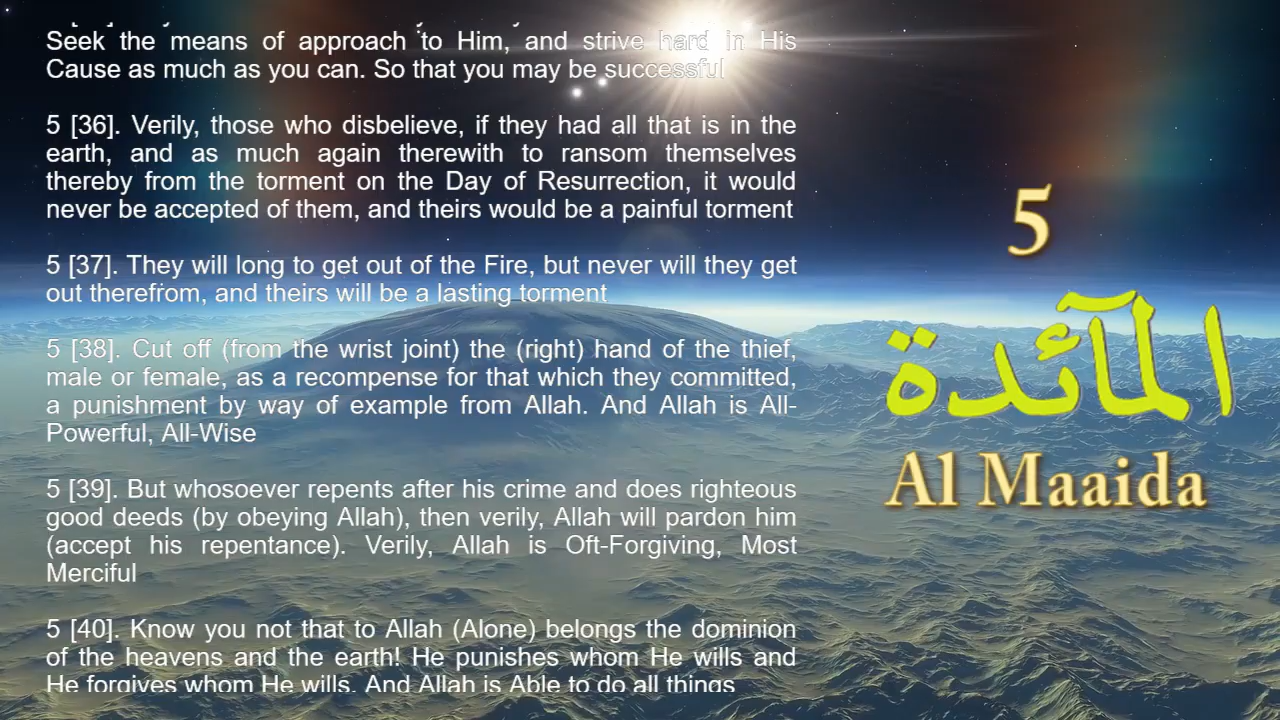 Seek the means of approach to Him, and strive hard in His
Cause as much as you can. So that you may be successful
5 [36]. Verily, those who disbelieve, if they had all that is in the
earth, and as much again therewith to ransom themselves
thereby from the torment on the Day of Resurrection, it would
never be accepted of them, and theirs would be a painful torment
5 [37]. They will long to get out of the Fire, but never will they get
out therefrom, and theirs will be a lasting torment
5 [38]. Cut off (from the wrist joint) the (right) hand of the thief,
male or female, as a recompense for that which they committed,
a punishment by way of example from Allah. And Allah is All-
Powerful, All-Wise
5 [39]. But whosoever repents after his crime and does righteous
good deeds (by obeying Allah), then verily, Allah will pardon him
(accept his repentance). Verily, Allah is Oft-Forgiving, Most
Merciful
5 [40]. Know you not that to Allah (Alone) belongs the dominion
of the heavens and the earth! He punishes whom He wills and
He forgives whom He wills. And Allah is Able to do all things
5
المآئدة
Al Maaida